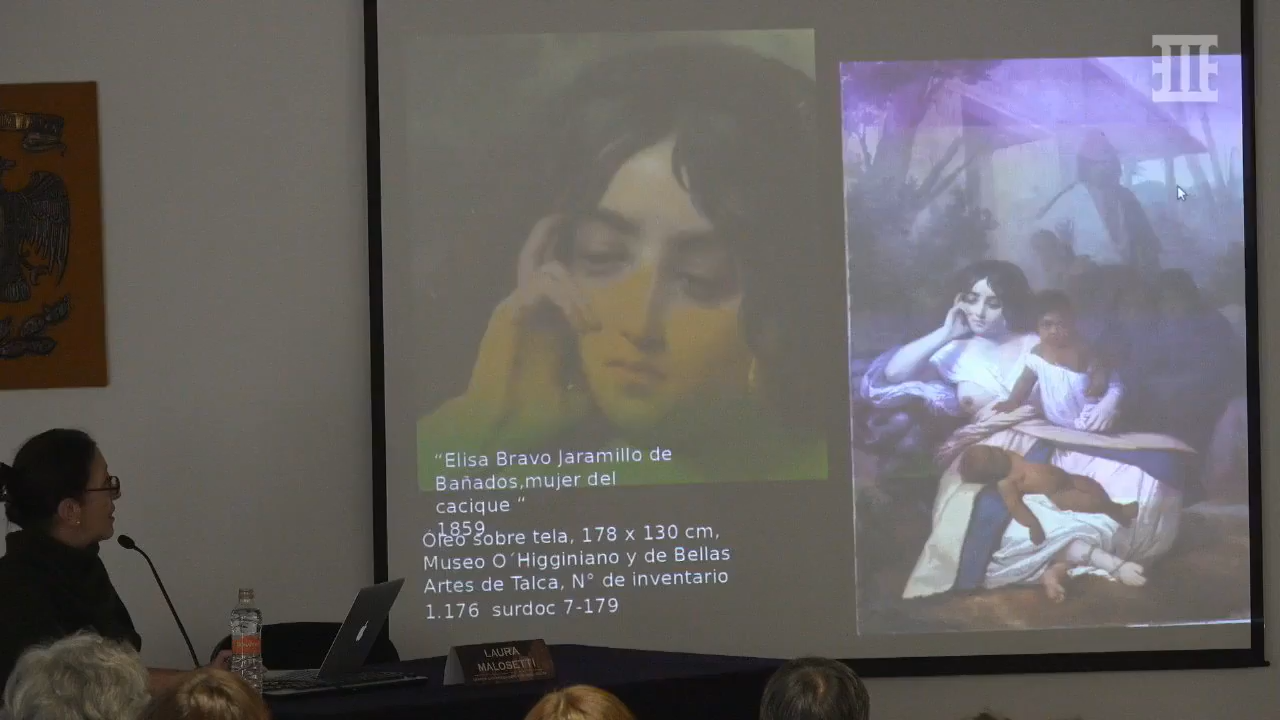 “Elisa Bravo Jaramillo de
Bañados,mujer del
cacique “
1859
Óleo sobre tela, 178 x 130 cm,
Museo O´Higginiano y de Bellas
Artes de Talca, N° de inventario
1.176 surdoc 7-179
LAURA
MALOSETTI